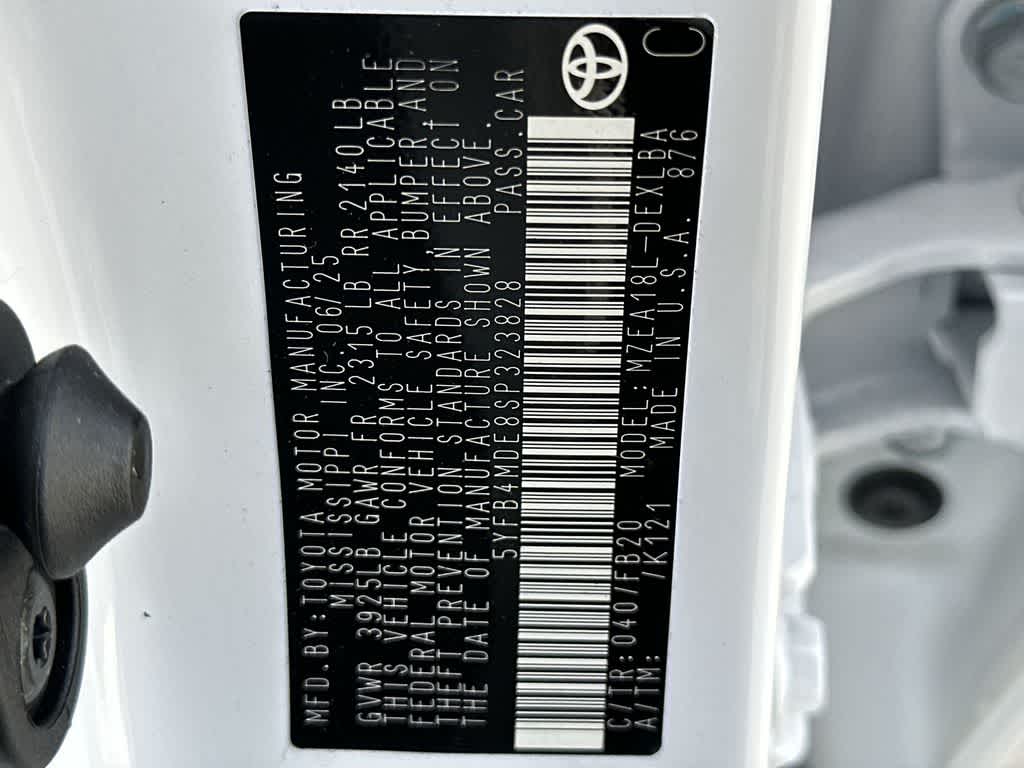 MFD.BY:TOYOTA MOTOR MANUFACTURING
MISSISSIPPI INC. 06/25
GVWR 3925LB GAWR FR 2315 LB RR 2140LB
THIS VEHICLE CONFORMS TO ALL APPLICABLE
FEDERAL MOTOR VEHICLE SAFETY, BUMPER, AND
THEFT PREVENTION STANDARDS IN EFFECT ON
THE DATE OF MANUFACTURE SHOWN ABOVE.
5YFB4MDE8SP323828 PASS.CAR
C/TR:040/FB20 MODEL:MZEA18L-DEXLBA
A/TM: /K121 MADE IN U.S.A. 876
C